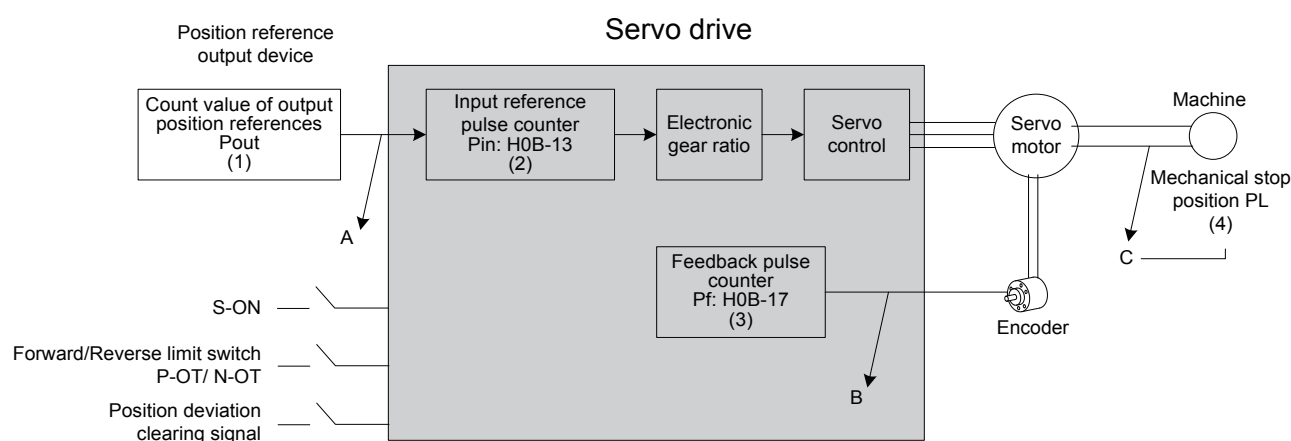 Servo drive
Position reference
output device
Count value of output
position references
Pout
(1)
Input reference
pulse counter
Pin: H0B-13
(2)
Electronic
gear ratio
Servo
control
Servo
motor
Machine
Mechanical stop
position PL
(4)
A
C
Feedback pulse
counter
Pf: H0B-17
(3)
B
Encoder
S-ON
Forward/Reverse limit switch
P-OT/ N-OT
Position deviation
clearing signal